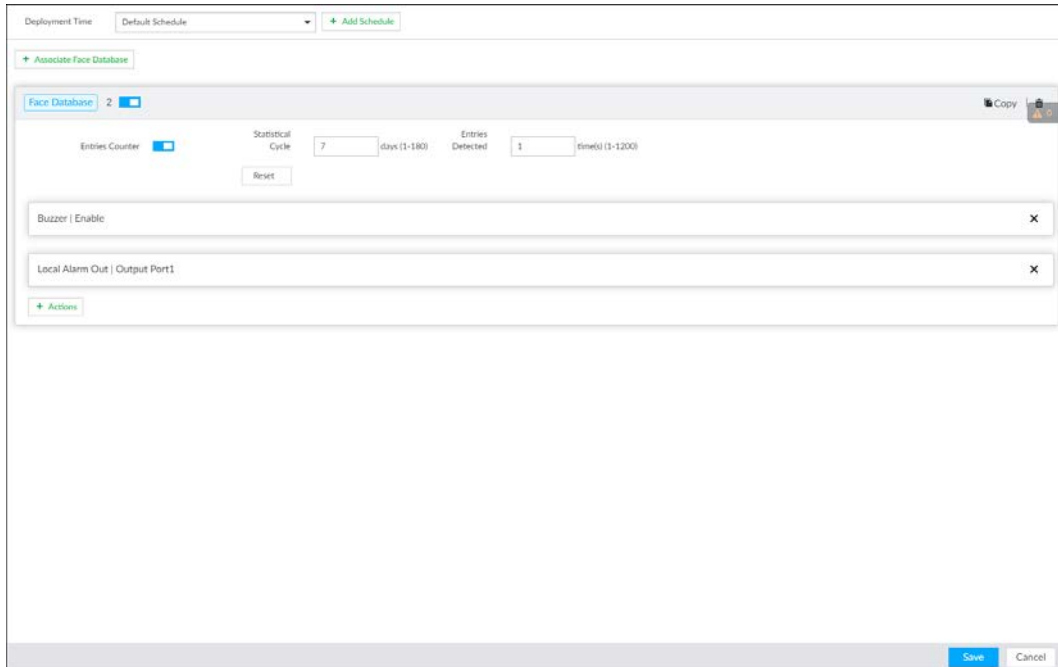 Deployment Time Default Schedule + Add Schedule
+ Associate Face Database
Face Database 2 Copy
0
Entries Counter Statistical Cycle 7 days (1-180) Entries Detected 1 time(s) (1-1200)
Reset
Buzzer | Enable
Local Alarm Out | Output Port1
+ Actions
Save Cancel